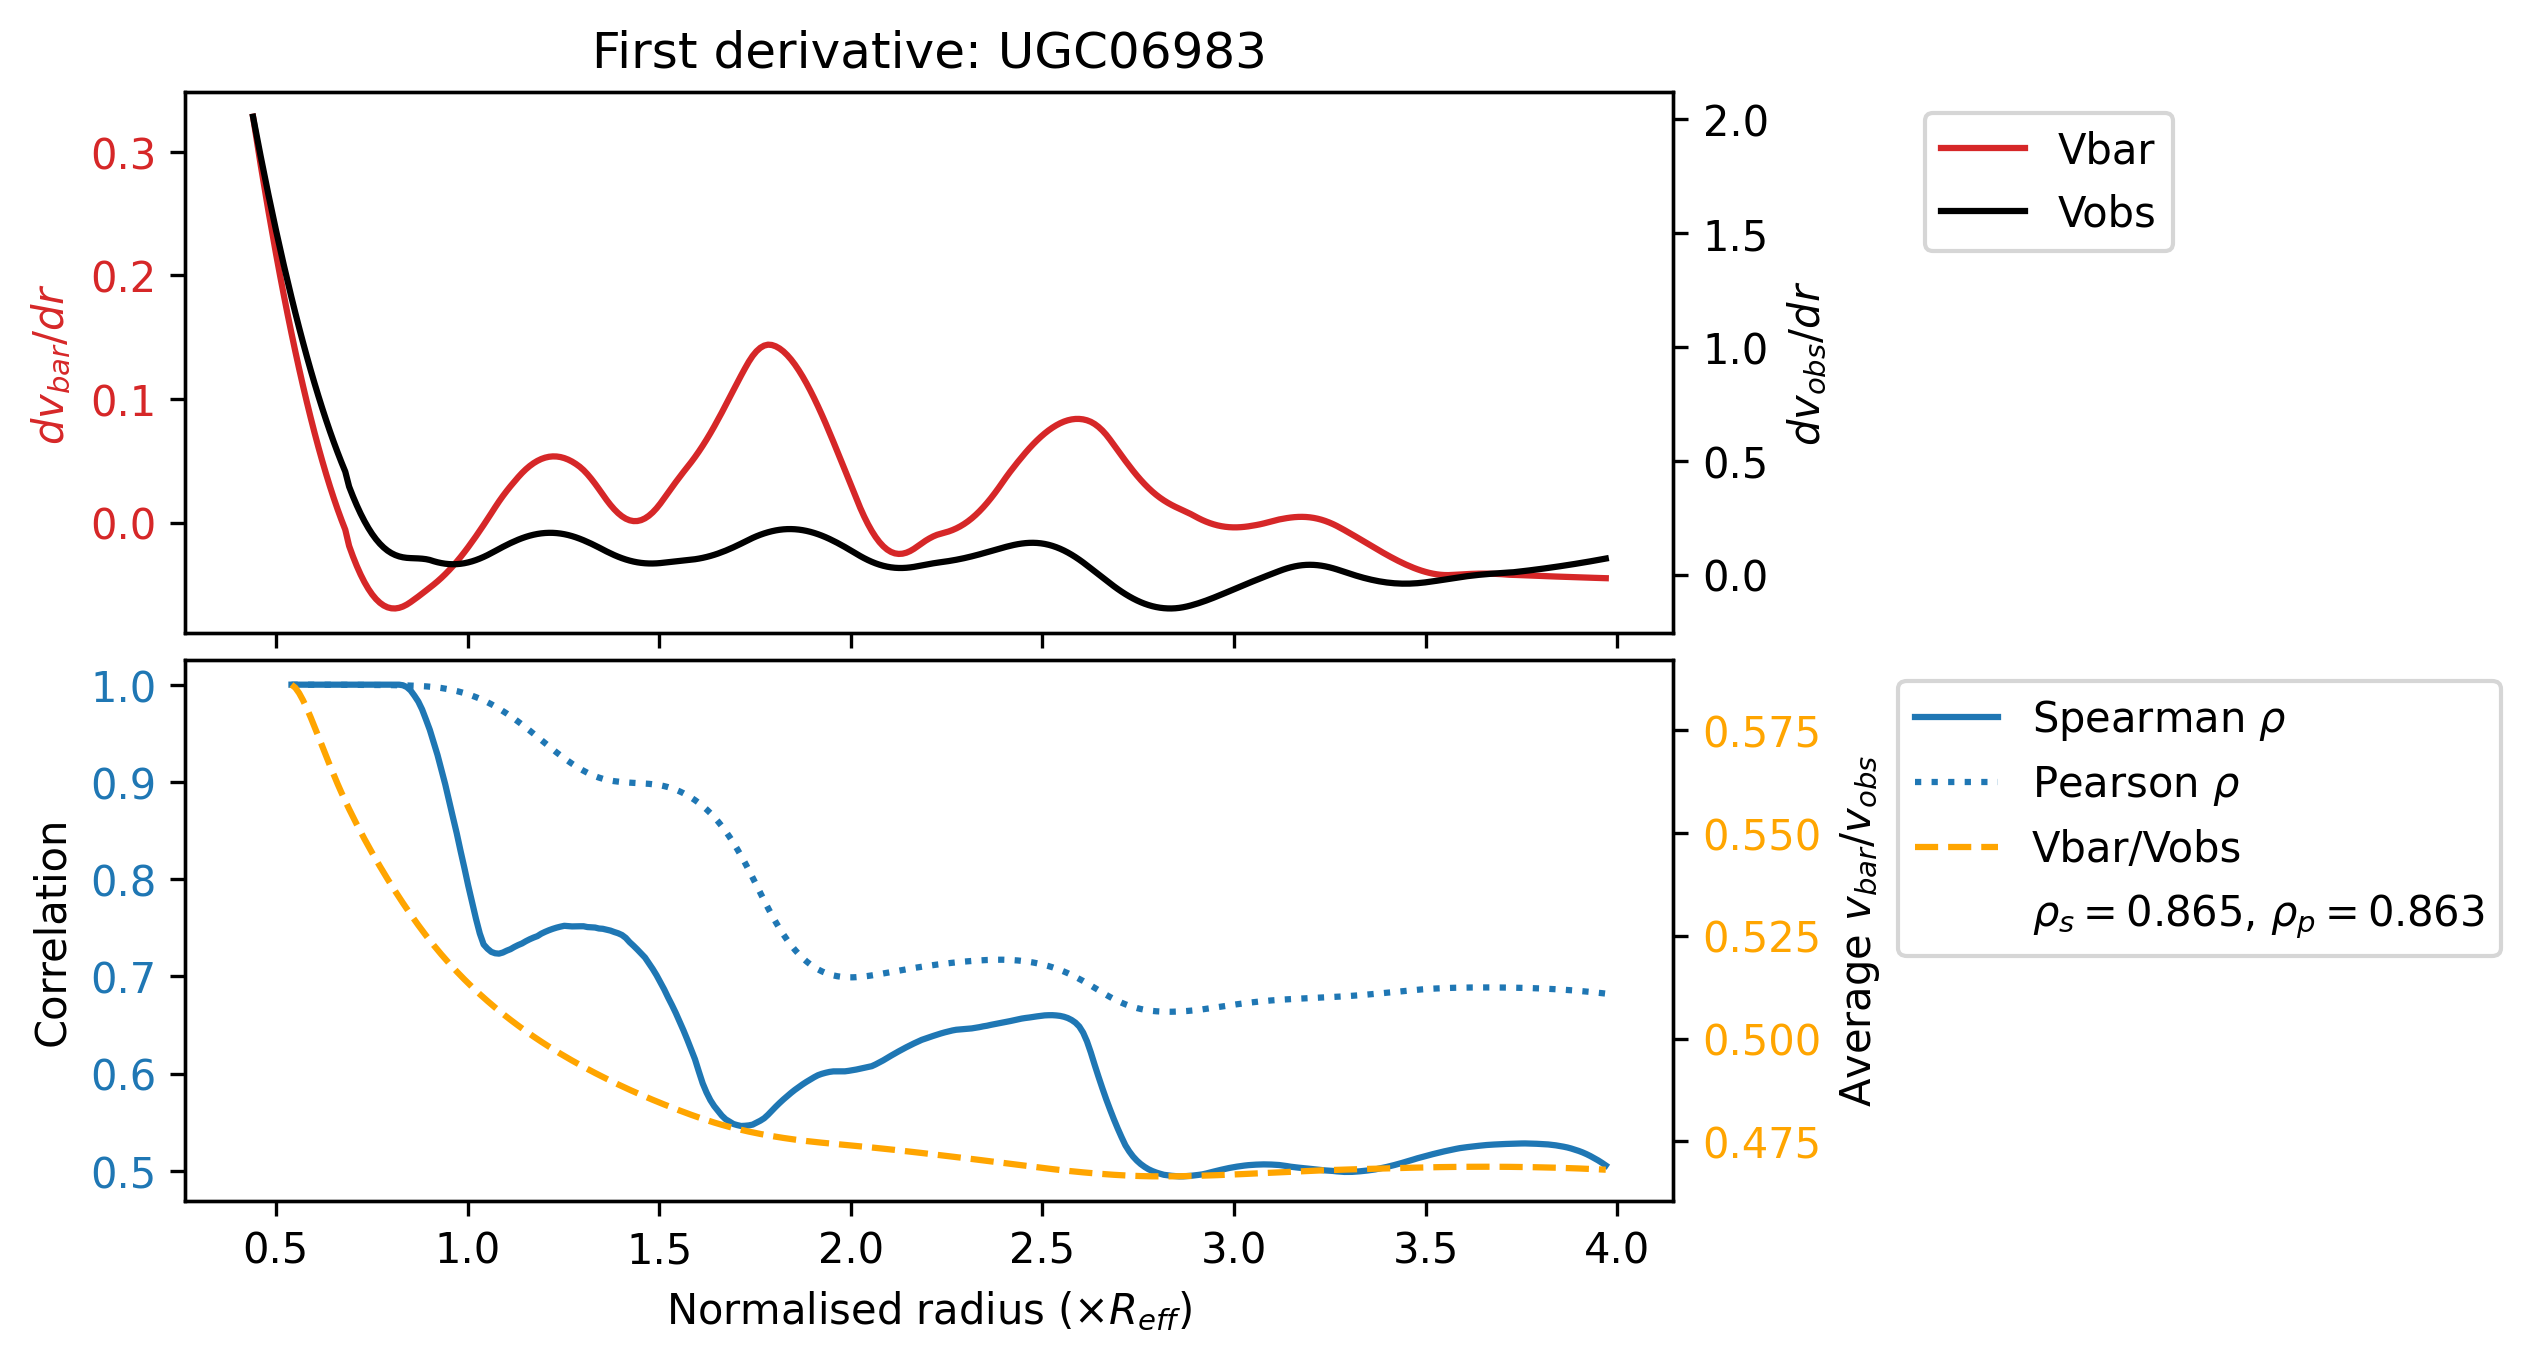 First derivative: UGC06983
0.3
0.2
0.1
0.0
dv_bar/dr
2.0
1.5
1.0
0.5
0.0
dv_obs/dr
Vbar
Vobs
1.0
0.9
0.8
0.7
0.6
0.5
Correlation
0.575
0.550
0.525
0.500
0.475
Average v_bar/v_obs
Spearman ρ
Pearson ρ
Vbar/Vobs
ρ_s = 0.865, ρ_p = 0.863
0.5 1.0 1.5 2.0 2.5 3.0 3.5 4.0
Normalised radius (×R_eff)